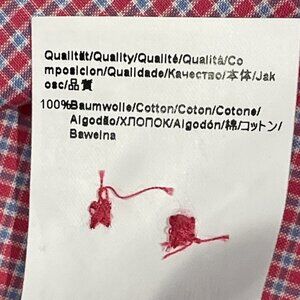 Qualität/Quality/Qualité/Qualità/Co
mposicion/Qualidade/Качество/本体/Jak
osc/品質
100%Baumwolle/Cotton/Coton/Cotone/
Algodão/ХЛОПОК/Algodón/棉/コットン/
Bawelna